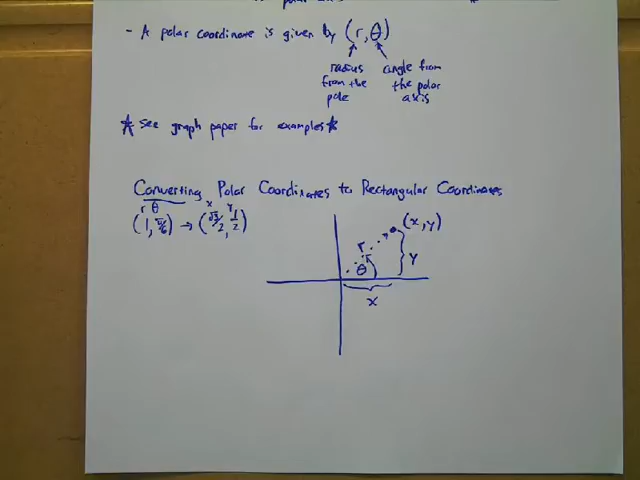 - A polar coordinate is given by (r, θ)
radius from the pole
angle from the polar axis
* See graph paper for examples *
Converting Polar Coordinates to Rectangular Coordinates
r θ x y
(1, π/6) → (√3/2, 1/2)
(x, y)
r
y
θ
x